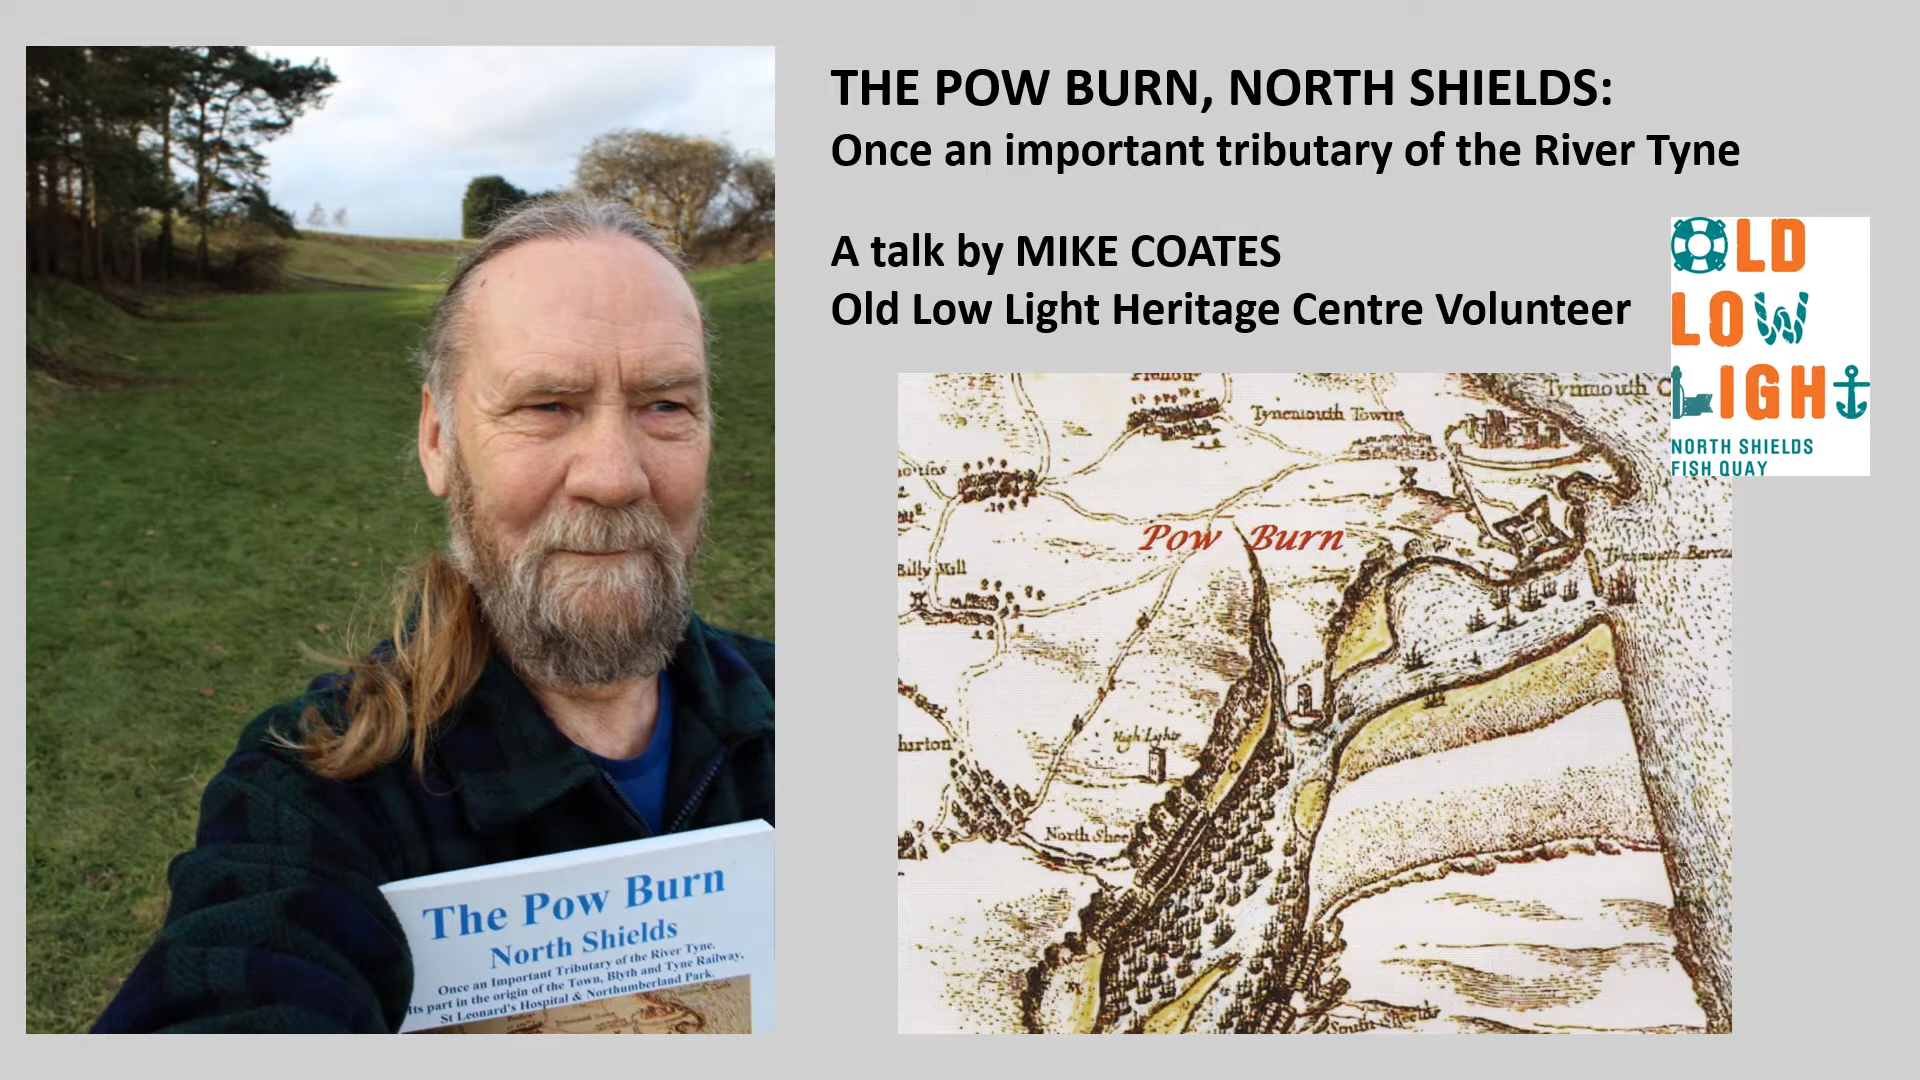 THE POW BURN, NORTH SHIELDS:
Once an important tributary of the River Tyne
A talk by MIKE COATES
Old Low Light Heritage Centre Volunteer
OLD
LOW
LIGHT
NORTH SHIELDS
FISH QUAY
Tynmouth
Tynemouth Towne
Pow Burn
Billy Mill
High Light
North Shee
South Sheelds
The Pow Burn
North Shields
Once an Important Tributary of the River Tyne.
Its part in the origin of the Town, Blyth and Tyne Railway,
St Leonard's Hospital & Northumberland Park.